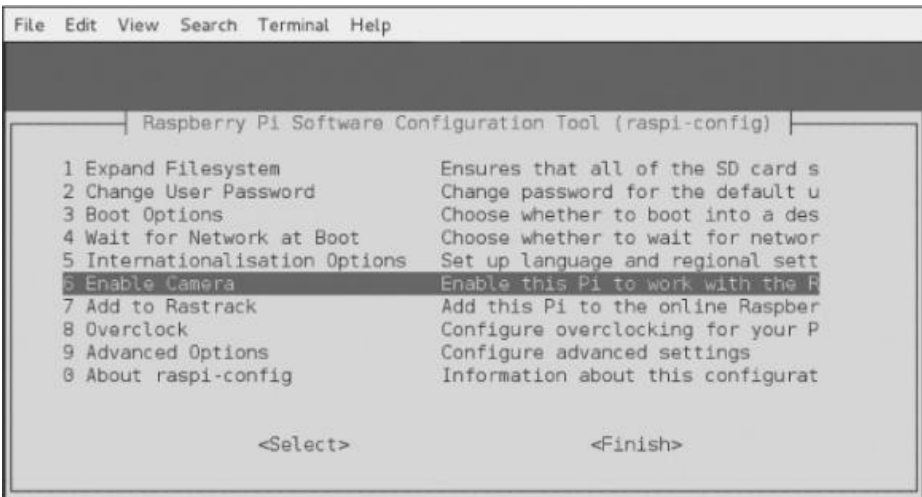 File Edit View Search Terminal Help
Raspberry Pi Software Configuration Tool (raspi-config)
1 Expand Filesystem Ensures that all of the SD card s
2 Change User Password Change password for the default u
3 Boot Options Choose whether to boot into a des
4 Wait for Network at Boot Choose whether to wait for networ
5 Internationalisation Options Set up language and regional sett
6 Enable Camera Enable this Pi to work with the R
7 Add to Rastrack Add this Pi to the online Raspber
8 Overclock Configure overclocking for your P
9 Advanced Options Configure advanced settings
0 About raspi-config Information about this configurat
<Select> <Finish>